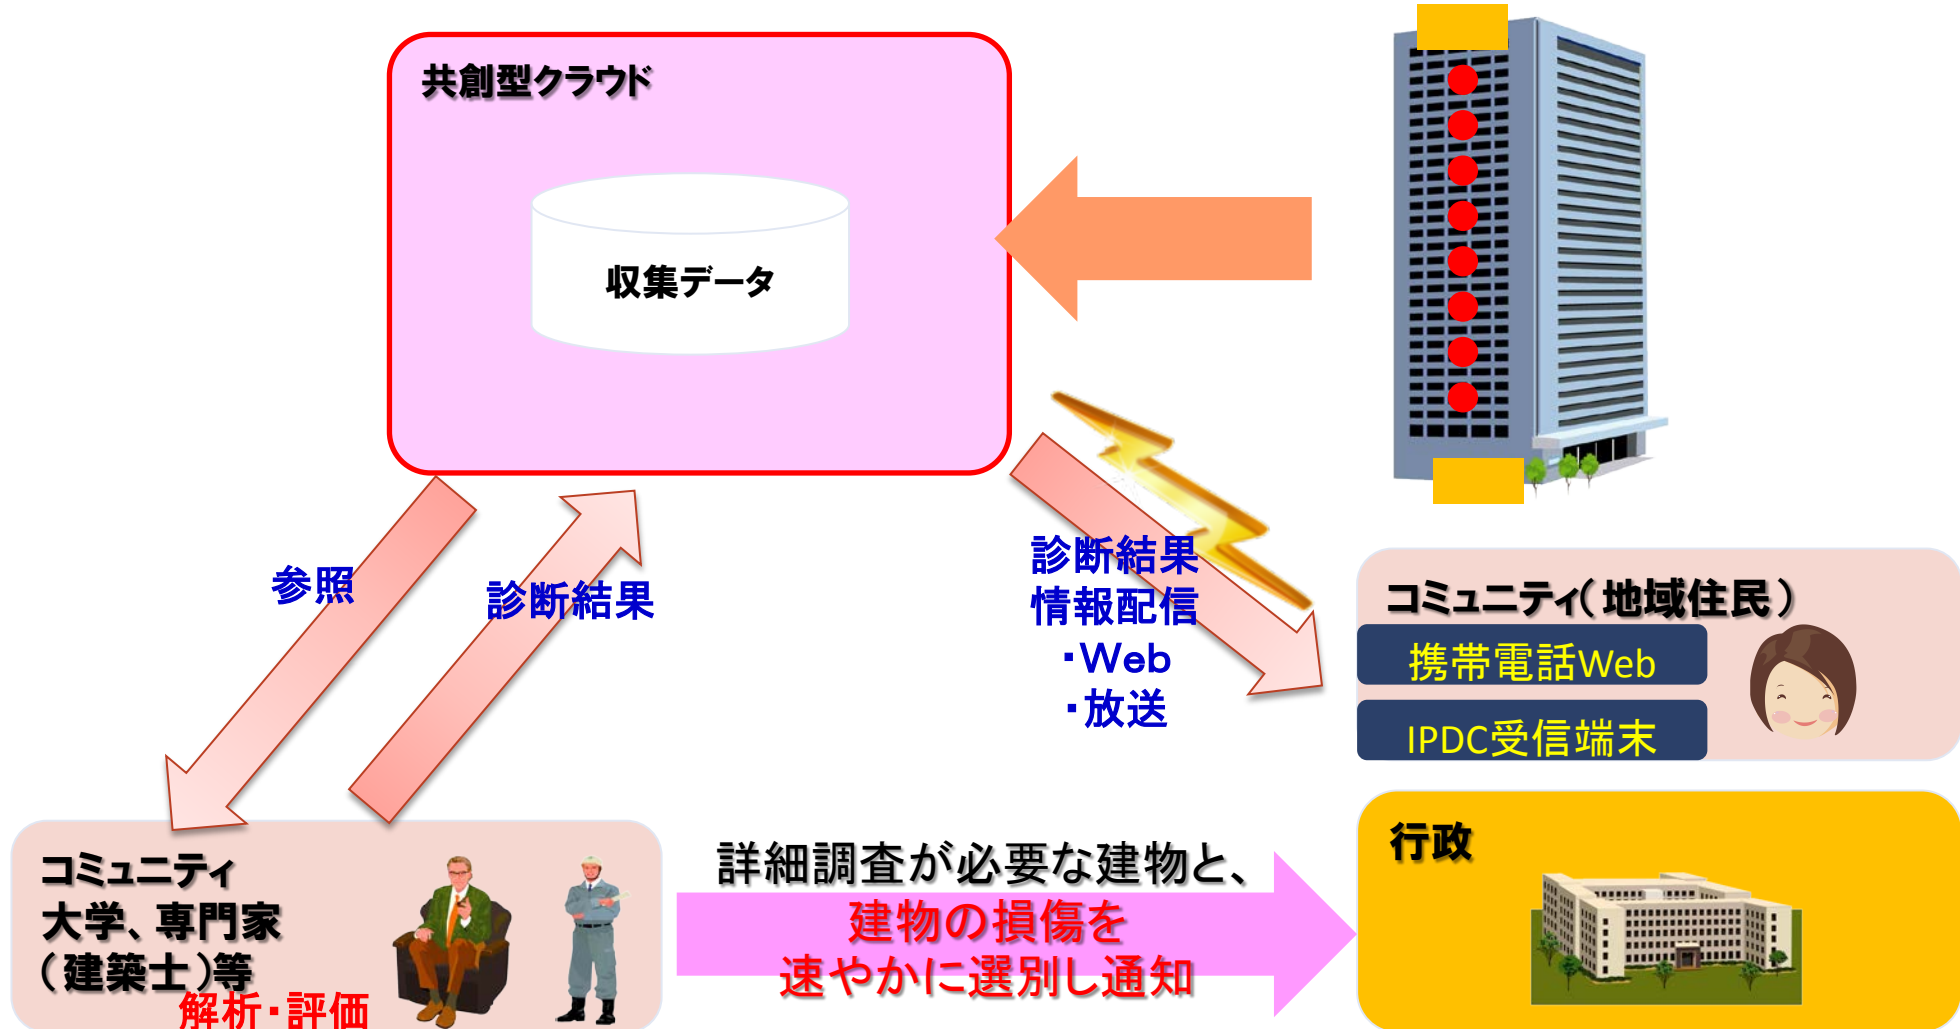 共創型クラウド
収集データ
参照
診断結果
診断結果
情報配信
・Web
・放送
コミュニティ(地域住民)
携帯電話Web
IPDC受信端末
コミュニティ
大学、専門家
(建築士)等
解析・評価
詳細調査が必要な建物と、
建物の損傷を
速やかに選別し通知
行政